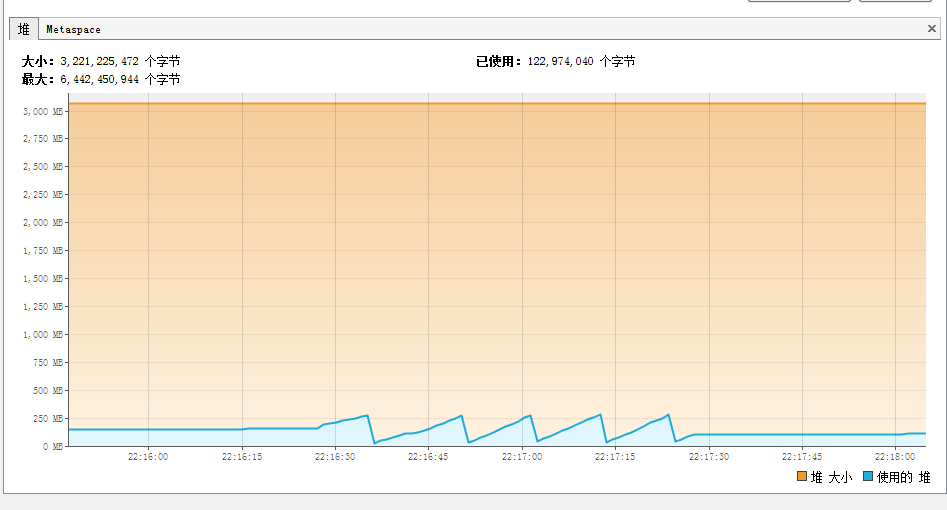 堆 Metaspace
大小: 3,221,225,472 个字节 已使用: 122,974,040 个字节
最大: 6,442,450,944 个字节
3,000 MB
2,750 MB
2,500 MB
2,250 MB
2,000 MB
1,750 MB
1,500 MB
1,250 MB
1,000 MB
750 MB
500 MB
250 MB
0 MB
22:16:00 22:16:15 22:16:30 22:16:45 22:17:00 22:17:15 22:17:30 22:17:45 22:18:00
堆 大小 使用的 堆